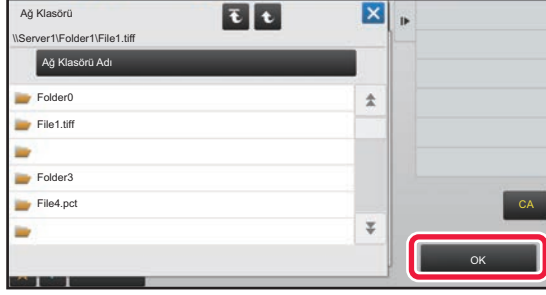 Ağ Klasörü
\\Server1\Folder1\File1.tiff
Ağ Klasörü Adı
Folder0
File1.tiff
Folder3
File4.pct
CA
OK